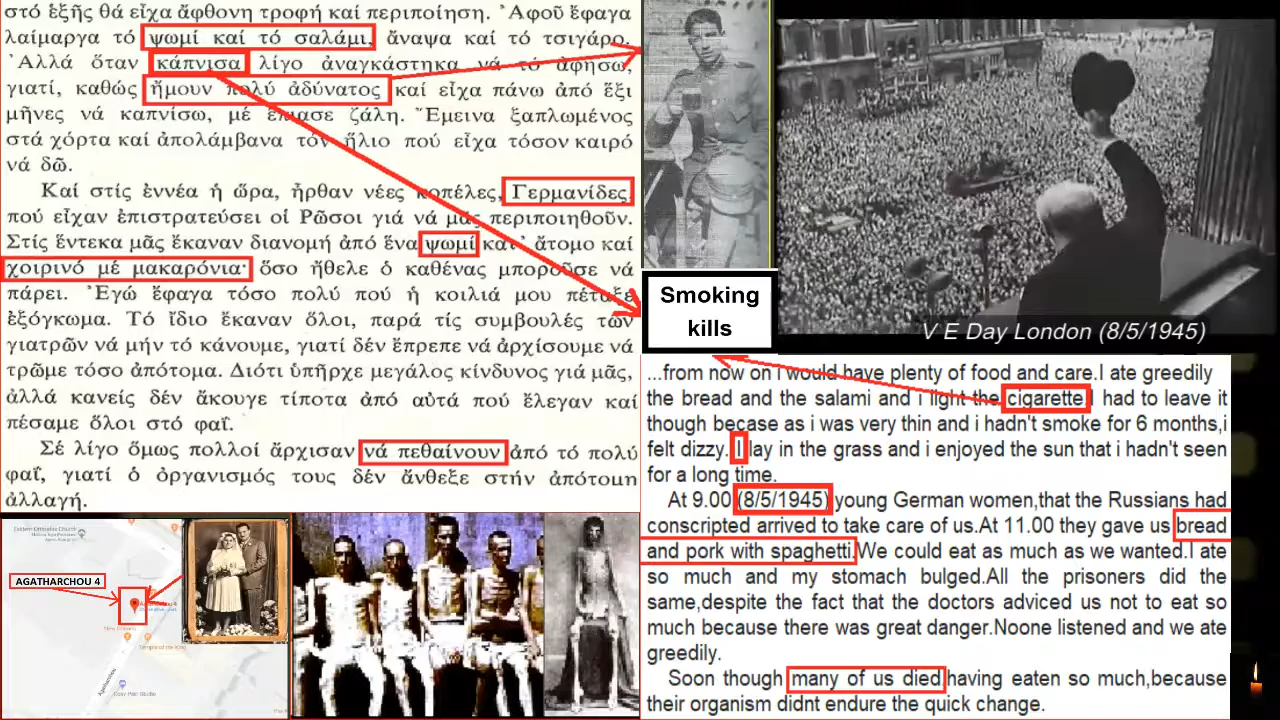 στό ἑξῆς θά εἶχα ἄφθονη τροφή καί περιποίηση. Ἀφοῦ ἔφαγα
λαίμαργα τό ψωμί καί τό σαλάμι, ἄναψα καί τό τσιγάρο.
Ἀλλά ὅταν κάπνισα λίγο ἀναγκάστηκα νά τό ἀφήσω,
γιατί, καθώς ἤμουν πολύ ἀδύνατος καί εἶχα πάνω ἀπό ἕξι
μῆνες νά καπνίσω, μέ ἔπιασε ζάλη. Ἔμεινα ξαπλωμένος
στά χόρτα καί ἀπολάμβανα τόν ἥλιο πού εἶχα τόσον καιρό
νά δῶ.
Καί στίς ἐννέα ἡ ὥρα, ἦρθαν νέες κοπέλες, Γερμανίδες,
πού εἶχαν ἐπιστρατεύσει οἱ Ρῶσοι γιά νά μᾶς περιποιηθοῦν.
Στίς ἕντεκα μᾶς ἔκαναν διανομή ἀπό ἕνα ψωμί κατ' ἄτομο καί
χοιρινό μέ μακαρόνια· ὅσο ἤθελε ὁ καθένας μποροῦσε νά
πάρει. Ἐγώ ἔφαγα τόσο πολύ πού ἡ κοιλιά μου πέταξε
ἐξόγκωμα. Τό ἴδιο ἔκαναν ὅλοι, παρά τίς συμβουλές τῶν
γιατρῶν νά μήν τό κάνουμε, γιατί δέν ἔπρεπε νά ἀρχίσουμε νά
τρῶμε τόσο ἀπότομα. Διότι ὑπῆρχε μεγάλος κίνδυνος γιά μᾶς,
ἀλλά κανείς δέν ἄκουγε τίποτα ἀπό αὐτά πού ἔλεγαν καί
πέσαμε ὅλοι στό φαΐ.
Σέ λίγο ὅμως πολλοί ἄρχισαν νά πεθαίνουν ἀπό τό πολύ
φαΐ, γιατί ὁ ὀργανισμός τους δέν ἄνθεξε στήν ἀπότομη
ἀλλαγή.
Smoking
kills
V E Day London (8/5/1945)
...from now on i would have plenty of food and care.I ate greedily
the bread and the salami and i light the cigarette.I had to leave it
though becase as i was very thin and i hadn't smoke for 6 months,i
felt dizzy. I lay in the grass and i enjoyed the sun that i hadn't seen
for a long time.
At 9.00 (8/5/1945) young German women,that the Russians had
conscripted arrived to take care of us.At 11.00 they gave us bread
and pork with spaghetti.We could eat as much as we wanted.I ate
so much and my stomach bulged.All the prisoners did the
same,despite the fact that the doctors adviced us not to eat so
much because there was great danger.Noone listened and we ate
greedily.
Soon though many of us died,having eaten so much,because
their organism didnt endure the quick change.
AGATHARCHOU 4
Temple of the King
Cozy Pair Studio